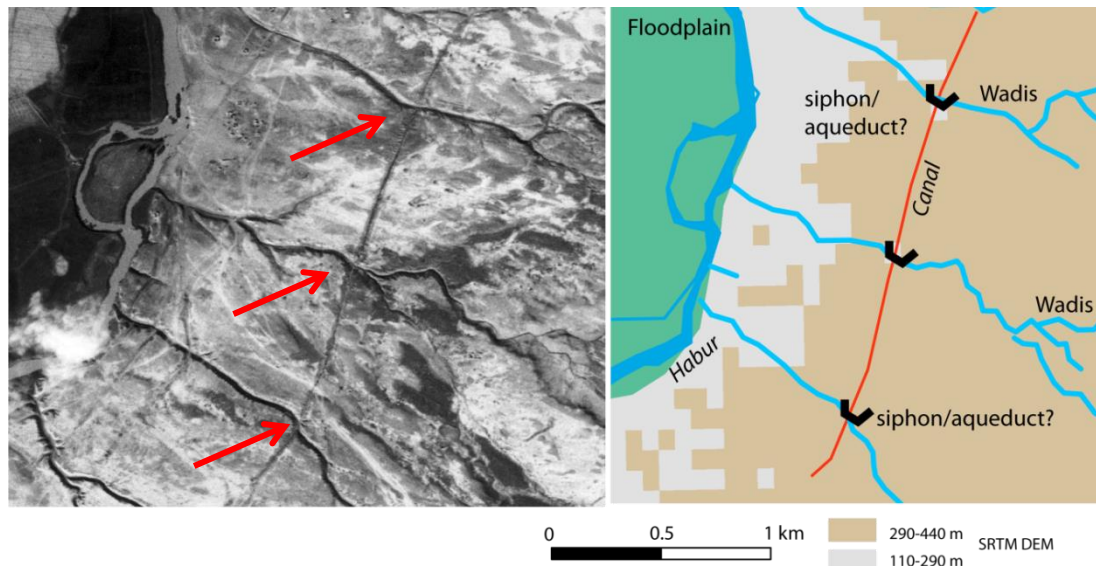 Floodplain
siphon/
aqueduct?
Wadis
Canal
Wadis
Habur
siphon/aqueduct?
0 0.5 1 km
290-440 m
SRTM DEM
110-290 m